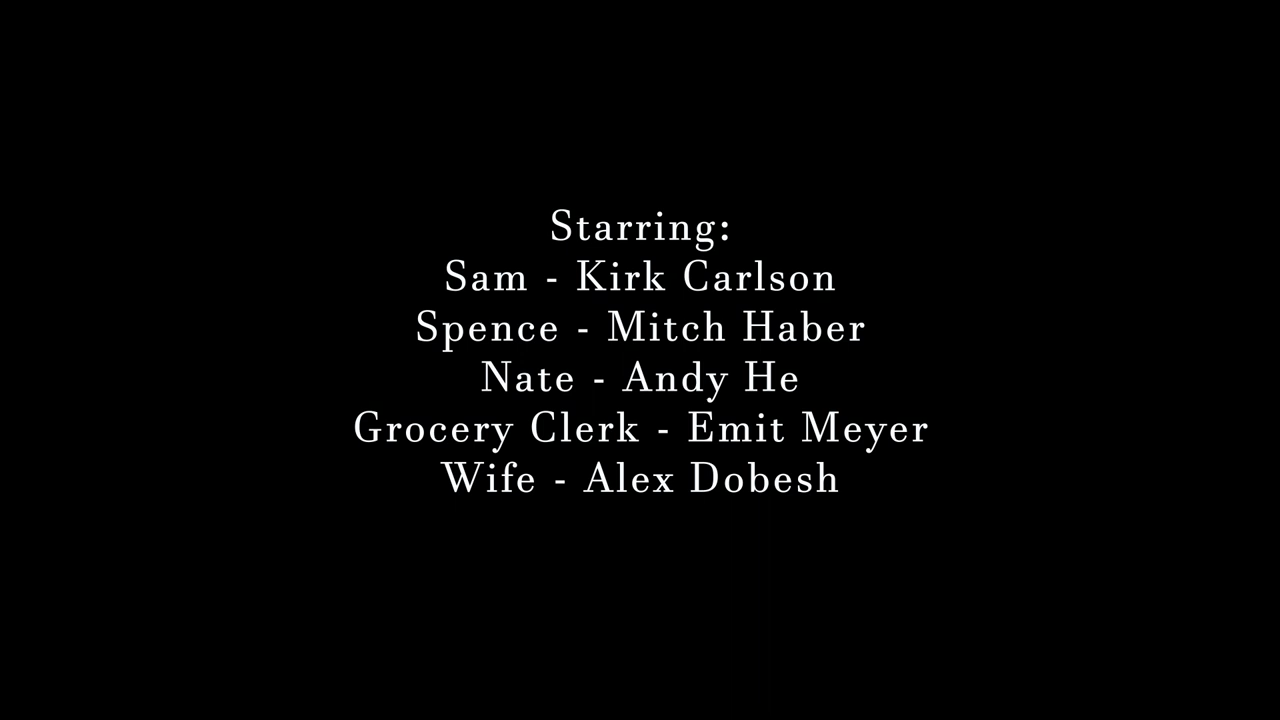 Starring:
Sam - Kirk Carlson
Spence - Mitch Haber
Nate - Andy He
Grocery Clerk - Emit Meyer
Wife - Alex Dobesh